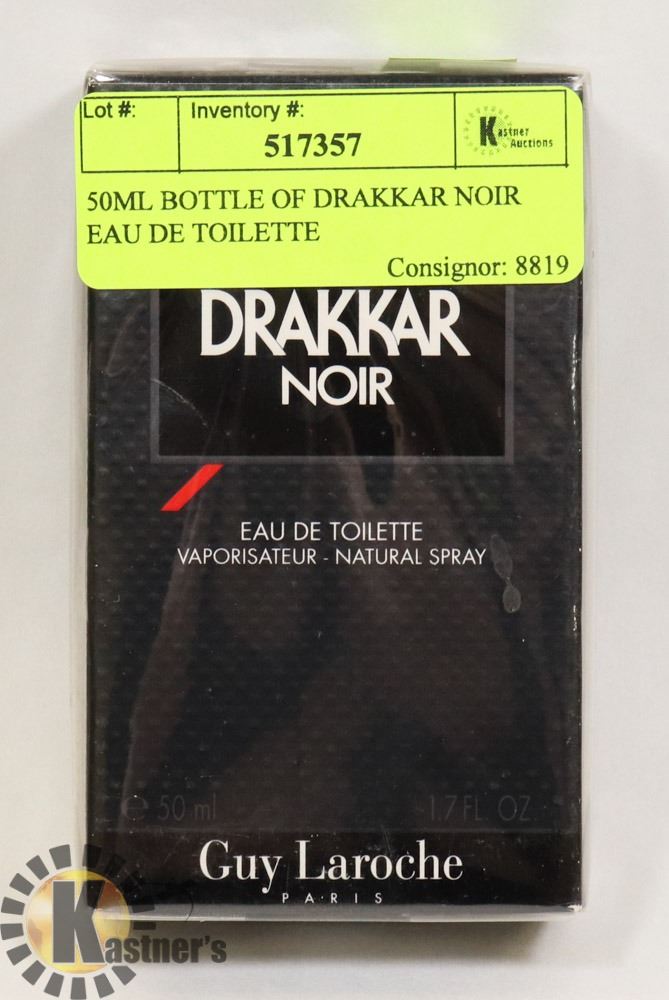 Lot #:
Inventory #:
517357
Kastner
Auctions
50ML BOTTLE OF DRAKKAR NOIR
EAU DE TOILETTE
Consignor: 8819
DRAKKAR
NOIR
EAU DE TOILETTE
VAPORISATEUR - NATURAL SPRAY
e 50 ml
1.7 FL. OZ.
Guy Laroche
PARIS
Kastner's